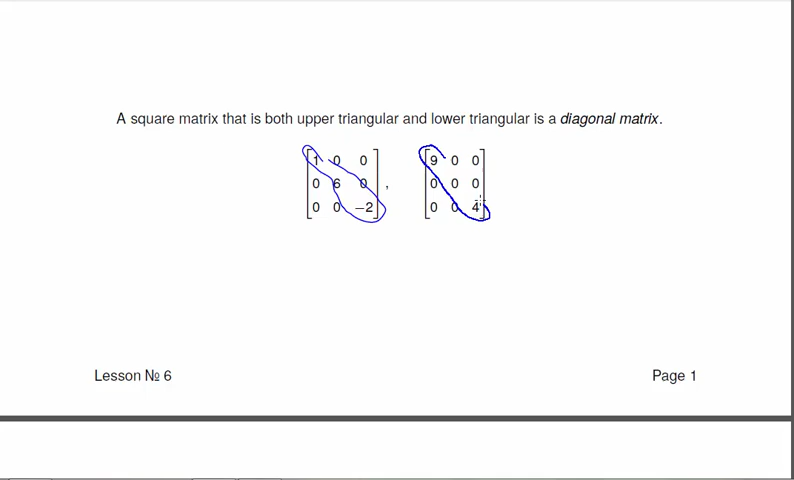 A square matrix that is both upper triangular and lower triangular is a diagonal matrix.
[1 0 0] [9 0 0]
[0 6 0] , [0 0 0]
[0 0 −2] [0 0 4]
Lesson № 6 Page 1